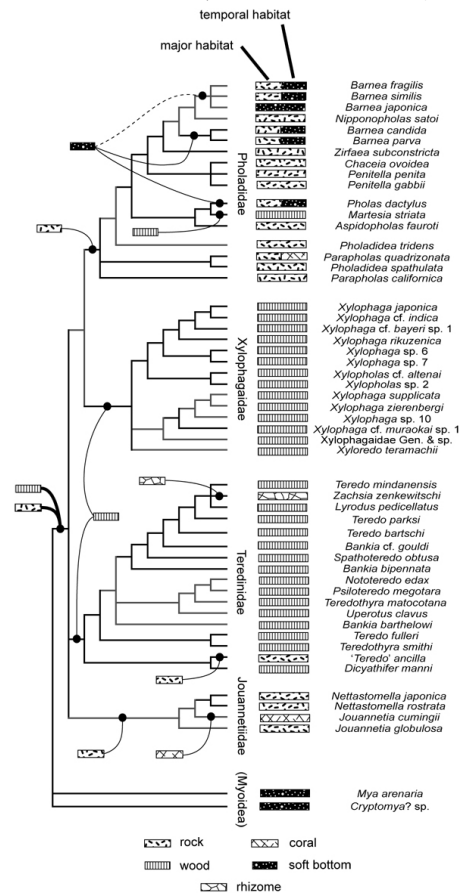 temporal habitat
major habitat
Barnea fragilis
Barnea similis
Barnea japonica
Nipponopholas satoi
Barnea candida
Barnea parva
Zirfaea subconstricta
Chaceia ovoidea
Penitella penita
Penitella gabbii
Pholas dactylus
Martesia striata
Aspidopholas fauroti
Pholadidea tridens
Parapholas quadrizonata
Pholadidea spathulata
Parapholas californica
Pholadidae
Xylophaga japonica
Xylophaga cf. indica
Xylophaga cf. bayeri sp. 1
Xylophaga rikuzenica
Xylophaga sp. 6
Xylophaga sp. 7
Xylopholas cf. altenai
Xylopholas sp. 2
Xylophaga supplicata
Xylophaga zierenbergi
Xylophaga sp. 10
Xylophaga cf. muraokai sp. 1
Xylophagaidae Gen. & sp.
Xyloredo teramachii
Xylophagaidae
Teredo mindanensis
Zachsia zenkewitschi
Lyrodus pedicellatus
Teredo parksi
Teredo bartschi
Bankia cf. gouldi
Spathoteredo obtusa
Bankia bipennata
Nototeredo edax
Psiloteredo megotara
Teredothyra matocotana
Uperotus clavus
Bankia barthelowi
Teredo fulleri
Teredothyra smithi
'Teredo' ancilla
Dicyathifer manni
Teredinidae
Nettastomella japonica
Nettastomella rostrata
Jouannetia cumingii
Jouannetia globulosa
Jouannetiidae
Mya arenaria
Cryptomya? sp.
(Myoidea)
rock
coral
wood
soft bottom
rhizome